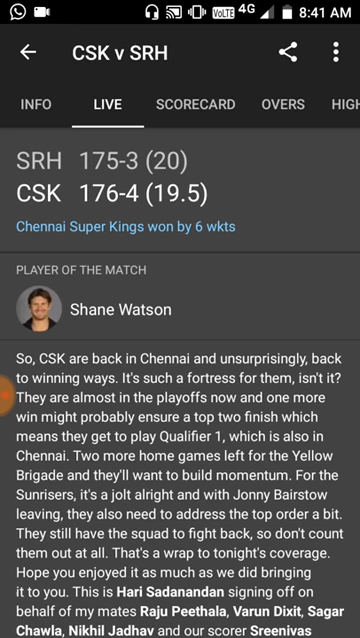 VoLTE 4G 8:41 AM
CSK v SRH
INFO LIVE SCORECARD OVERS HIGH
SRH 175-3 (20)
CSK 176-4 (19.5)
Chennai Super Kings won by 6 wkts
PLAYER OF THE MATCH
Shane Watson
So, CSK are back in Chennai and unsurprisingly, back
to winning ways. It's such a fortress for them, isn't it?
They are almost in the playoffs now and one more
win might probably ensure a top two finish which
means they get to play Qualifier 1, which is also in
Chennai. Two more home games left for the Yellow
Brigade and they'll want to build momentum. For the
Sunrisers, it's a jolt alright and with Jonny Bairstow
leaving, they also need to address the top order a bit.
They still have the squad to fight back, so don't count
them out at all. That's a wrap to tonight's coverage.
Hope you enjoyed it as much as we did bringing
it to you. This is Hari Sadanandan signing off on
behalf of my mates Raju Peethala, Varun Dixit, Sagar
Chawla, Nikhil Jadhav and our scorer Sreenivas